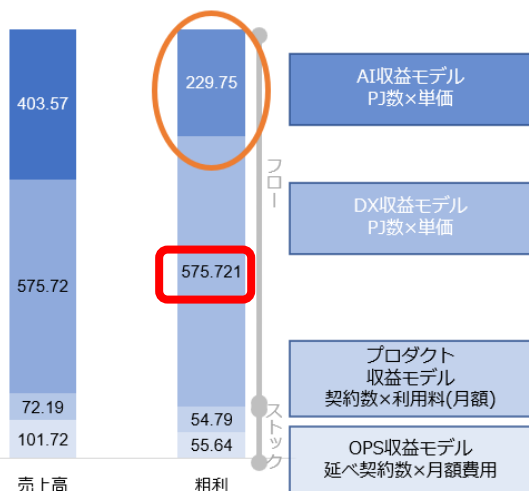 403.57
229.75
AI収益モデル
PJ数×単価
フロー
DX収益モデル
PJ数×単価
575.72
575.721
プロダクト
収益モデル
契約数×利用料(月額)
72.19
54.79
ストック
101.72
55.64
OPS収益モデル
延べ契約数×月額費用
売上高
粗利